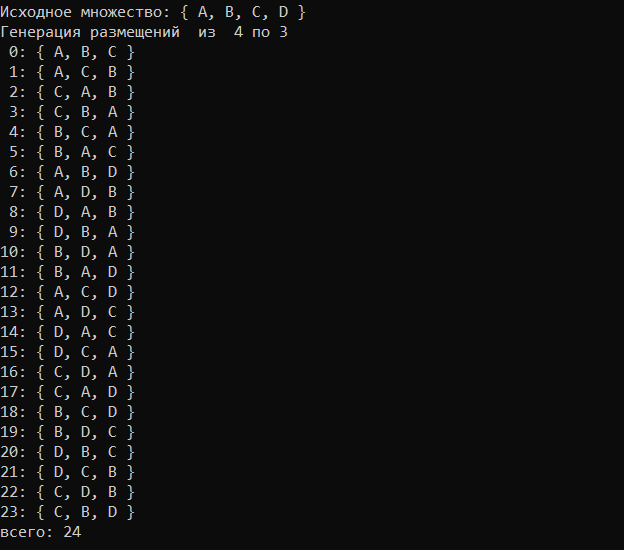 Исходное множество: { A, B, C, D }
Генерация размещений  из  4 по 3
 0: { A, B, C }
 1: { A, C, B }
 2: { C, A, B }
 3: { C, B, A }
 4: { B, C, A }
 5: { B, A, C }
 6: { A, B, D }
 7: { A, D, B }
 8: { D, A, B }
 9: { D, B, A }
10: { B, D, A }
11: { B, A, D }
12: { A, C, D }
13: { A, D, C }
14: { D, A, C }
15: { D, C, A }
16: { C, D, A }
17: { C, A, D }
18: { B, C, D }
19: { B, D, C }
20: { D, B, C }
21: { D, C, B }
22: { C, D, B }
23: { C, B, D }
всего: 24